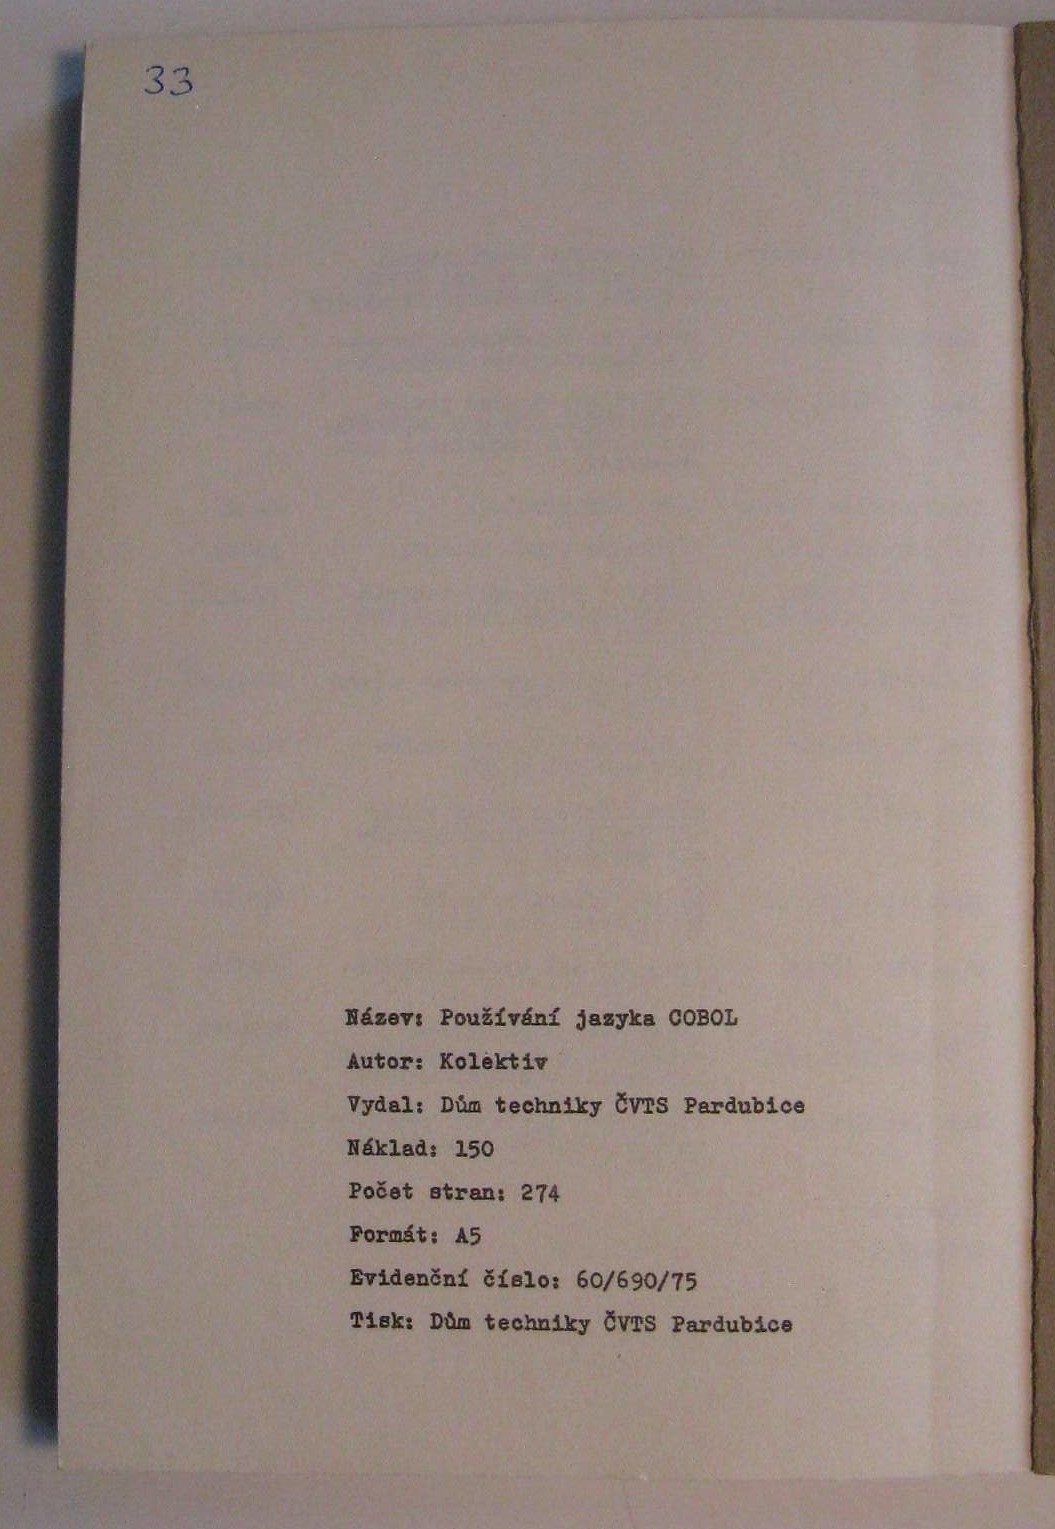 33
Název: Používání jazyka COBOL
Autor: Kolektiv
Vydal: Dům techniky ČVTS Pardubice
Náklad: 150
Počet stran: 274
Formát: A5
Evidenční číslo: 60/690/75
Tisk: Dům techniky ČVTS Pardubice